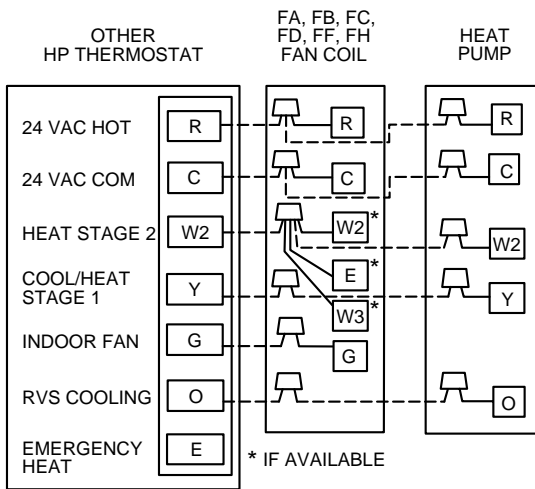 OTHER
HP THERMOSTAT
FA, FB, FC,
FD, FF, FH
FAN COIL
HEAT
PUMP
24 VAC HOT
R
R
R
24 VAC COM
C
C
C
HEAT STAGE 2
W2
W2
*
W2
E
*
COOL/HEAT
STAGE 1
Y
W3
*
Y
INDOOR FAN
G
G
RVS COOLING
O
O
EMERGENCY
HEAT
E
* IF AVAILABLE